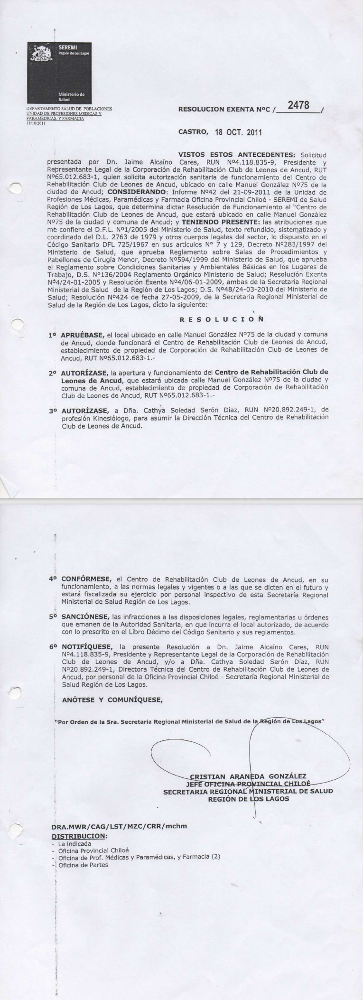 SEREMI
Región de Los Lagos
Ministerio de
Salud
DEPARTAMENTO SALUD DE POBLACIONES
UNIDAD DE PROFESIONES MEDICAS Y
PARAMEDICAS, Y FARMACIA
18/10/2011
RESOLUCION EXENTA NºC / 2478 /
CASTRO, 18 OCT. 2011
VISTOS ESTOS ANTECEDENTES: Solicitud
presentada por Dn. Jaime Alcaíno Cares, RUN Nº4.118.835-9, Presidente y
Representante Legal de la Corporación de Rehabilitación Club de Leones de Ancud, RUT
Nº65.012.683-1, quien solicita autorización sanitaria de funcionamiento del Centro de
Rehabilitación Club de Leones de Ancud, ubicado en calle Manuel González Nº75 de la
ciudad de Ancud; CONSIDERANDO: Informe Nº42 del 21-09-2011 de la Unidad de
Profesiones Médicas, Paramédicas y Farmacia Oficina Provincial Chiloé - SEREMI de Salud
Región de Los Lagos, que determina dictar Resolución de Funcionamiento al "Centro de
Rehabilitación Club de Leones de Ancud, que estará ubicado en calle Manuel González
Nº75 de la ciudad y comuna de Ancud; y TENIENDO PRESENTE: las atribuciones que
me confiere el D.F.L. Nº1/2005 del Ministerio de Salud, texto refundido, sistematizado y
coordinado del D.L. 2763 de 1979 y otros cuerpos legales del sector, lo dispuesto en el
Código Sanitario DFL 725/1967 en sus artículos N° 7 y 129, Decreto Nº283/1997 del
Ministerio de Salud, que aprueba Reglamento sobre Salas de Procedimientos y
Pabellones de Cirugía Menor, Decreto Nº594/1999 del Ministerio de Salud, que aprueba
el Reglamento sobre Condiciones Sanitarias y Ambientales Básicas en los Lugares de
Trabajo, D.S. N°136/2004 Reglamento Orgánico Ministerio de Salud; Resolución Exenta
Nº4/24-01-2005 y Resolución Exenta Nº4/06-01-2009, ambas de la Secretaría Regional
Ministerial de Salud de la Región de Los Lagos; D.S. Nº48/24-03-2010 del Ministerio de
Salud; Resolución Nº424 de fecha 27-05-2009, de la Secretaría Regional Ministerial de
Salud de la Región de Los Lagos, dicto la siguiente:
R E S O L U C I O N
1º APRUÉBASE, el local ubicado en calle Manuel González Nº75 de la ciudad y comuna
de Ancud, donde funcionará el Centro de Rehabilitación Club de Leones de Ancud,
establecimiento de propiedad de Corporación de Rehabilitación Club de Leones de
Ancud, RUT Nº65.012.683-1.-
2º AUTORÍZASE, la apertura y funcionamiento del Centro de Rehabilitación Club de
Leones de Ancud, que estará ubicada calle Manuel González Nº75 de la ciudad y
comuna de Ancud, establecimiento de propiedad de Corporación de Rehabilitación
Club de Leones de Ancud, RUT Nº65.012.683-1.-
3º AUTORÍZASE, a Dña. Cathya Soledad Serón Díaz, RUN Nº20.892.249-1, de
profesión Kinesiólogo, para asumir la Dirección Técnica del Centro de Rehabilitación
Club de Leones de Ancud.
4º CONFÓRMESE, el Centro de Rehabilitación Club de Leones de Ancud, en su
funcionamiento, a las normas legales y vigentes o a las que se dicten en el futuro y
estará fiscalizada su ejercicio por personal inspectivo de esta Secretaría Regional
Ministerial de Salud Región de Los Lagos.
5º SANCIÓNESE, las infracciones a las disposiciones legales, reglamentarias u órdenes
que emanen de la Autoridad Sanitaria, en que incurra el local autorizado, de acuerdo
con lo prescrito en el Libro Décimo del Código Sanitario y sus reglamentos.
6º NOTIFÍQUESE, la presente Resolución a Dn. Jaime Alcaíno Cares, RUN
Nº4.118.835-9, Presidente y Representante Legal de la Corporación de Rehabilitación
Club de Leones de Ancud, y/o a Dña. Cathya Soledad Serón Díaz, RUN
Nº20.892.249-1, Directora Técnica del Centro de Rehabilitación Club de Leones de
Ancud, por personal de la Oficina Provincial Chiloé - Secretaría Regional Ministerial de
Salud Región de Los Lagos.
ANÓTESE Y COMUNÍQUESE,
"Por Orden de la Sra. Secretaria Regional Ministerial de Salud de la Región de Los Lagos"
CRISTIAN ARANEDA GONZÁLEZ
JEFE OFICINA PROVINCIAL CHILOÉ
SECRETARIA REGIONAL MINISTERIAL DE SALUD
REGIÓN DE LOS LAGOS
DRA.MWR/CAG/LST/MZC/CRR/mchm
DISTRIBUCION:
- La indicada
- Oficina Provincial Chiloé
- Oficina de Prof. Médicas y Paramédicas, y Farmacia (2)
- Oficina de Partes